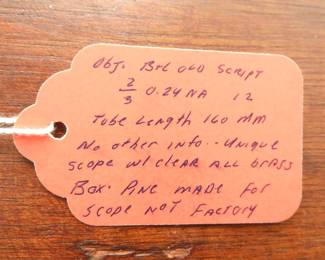 Obj. B+L OLD SCRIPT
2/3 0.24 NA 12
Tube Length 160 mm
No other info.. Unique
scope w/ clear all brass
Box. Pine made for
scope not Factory